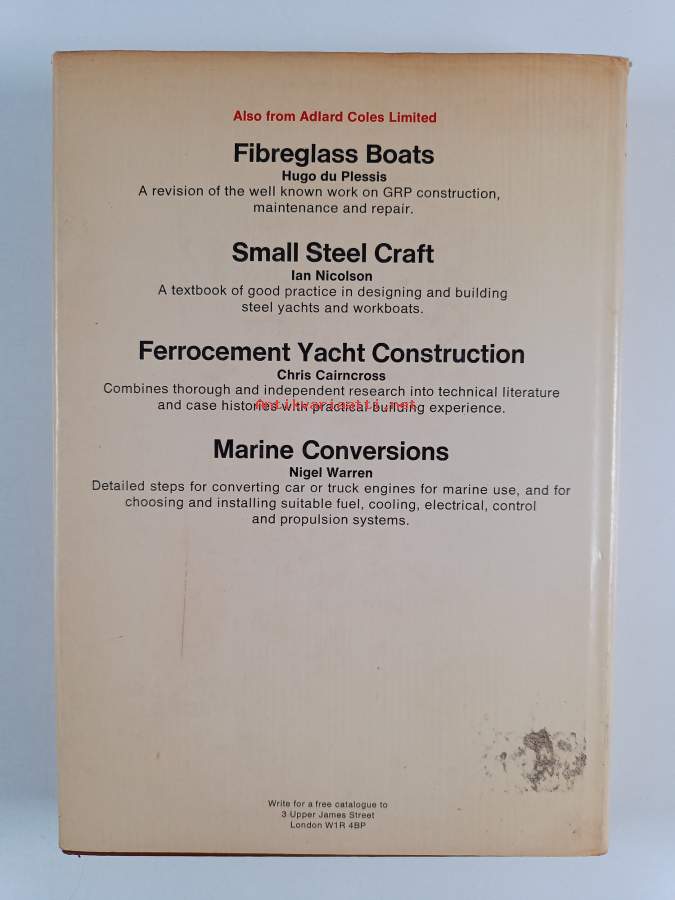 Also from Adlard Coles Limited
Fibreglass Boats
Hugo du Plessis
A revision of the well known work on GRP construction,
maintenance and repair.
Small Steel Craft
Ian Nicolson
A textbook of good practice in designing and building
steel yachts and workboats.
Ferrocement Yacht Construction
Chris Cairncross
Combines thorough and independent research into technical literature
and case histories with practical building experience.
Antikvariaatti.net
Marine Conversions
Nigel Warren
Detailed steps for converting car or truck engines for marine use, and for
choosing and installing suitable fuel, cooling, electrical, control
and propulsion systems.
Write for a free catalogue to
3 Upper James Street
London W1R 4BP